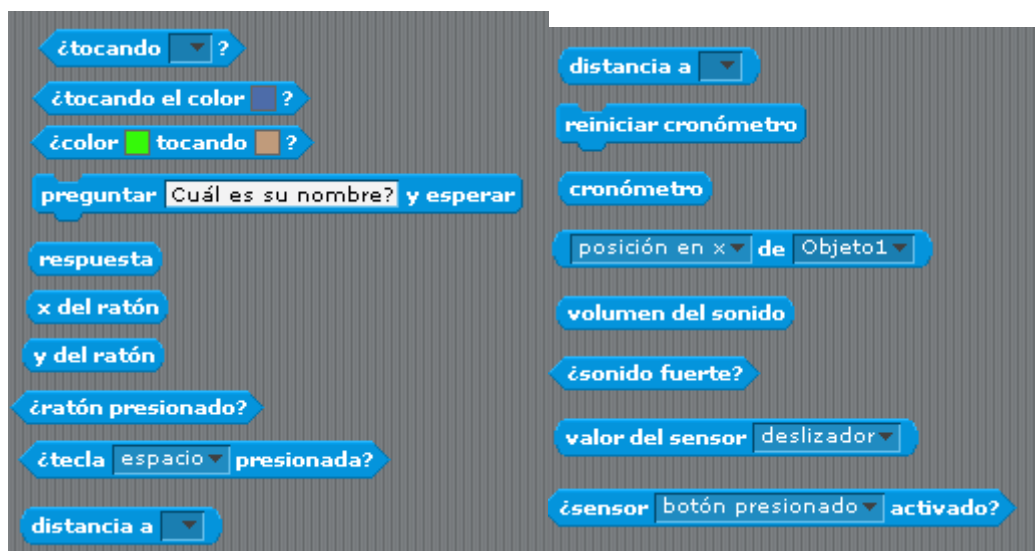 ¿tocando ?
¿tocando el color ?
¿color tocando ?
preguntar Cuál es su nombre? y esperar
respuesta
x del ratón
y del ratón
¿ratón presionado?
¿tecla espacio presionada?
distancia a
distancia a
reiniciar cronómetro
cronómetro
posición en x de Objeto1
volumen del sonido
¿sonido fuerte?
valor del sensor deslizador
¿sensor botón presionado activado?